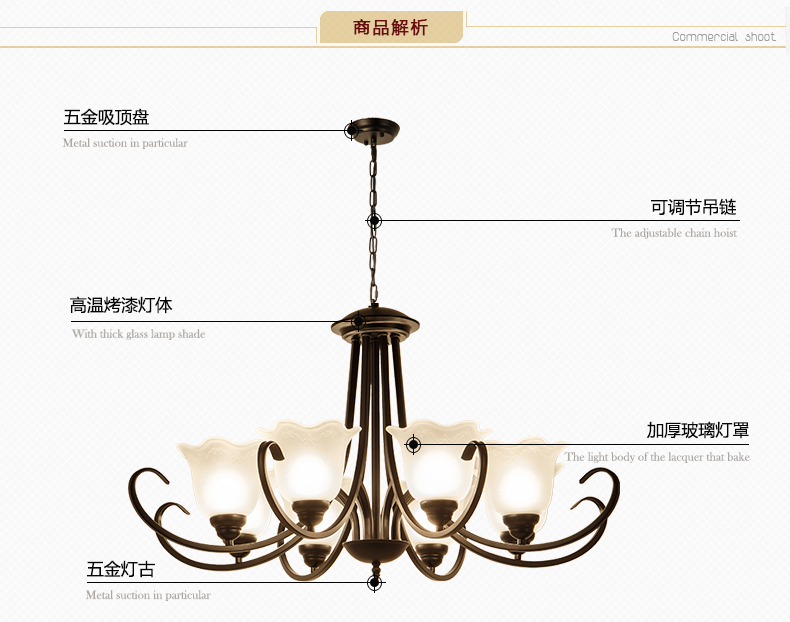 商品解析
Commercial shoot
五金吸顶盘
Metal suction in particular
可调节吊链
The adjustable chain hoist
高温烤漆灯体
With thick glass lamp shade
加厚玻璃灯罩
The light body of the lacquer that bake
五金灯古
Metal suction in particular